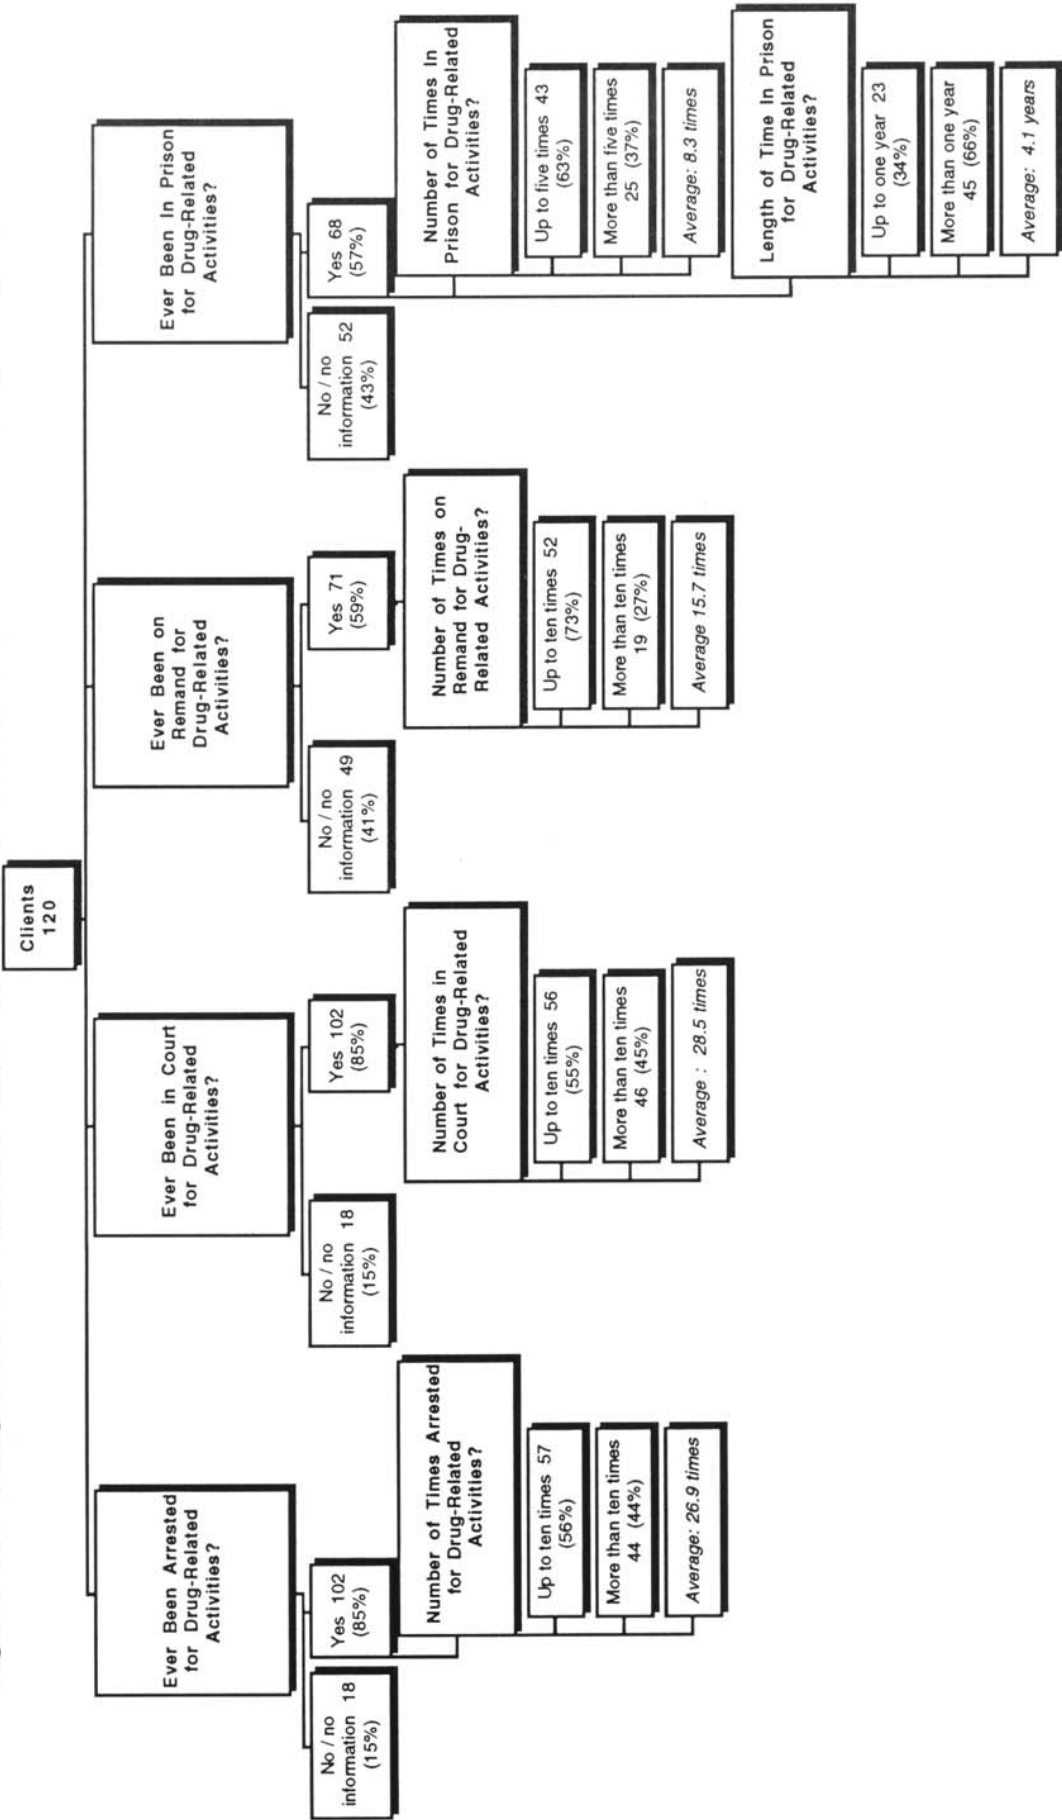 Clients
120
Ever Been Arrested
for Drug-Related
Activities?
No / no
information 18
(15%)
Yes 102
(85%)
Number of Times Arrested
for Drug-Related
Activities?
Up to ten times 57
(56%)
More than ten times
44 (44%)
Average: 26.9 times
Ever Been in Court
for Drug-Related
Activities?
No / no
information 18
(15%)
Yes 102
(85%)
Number of Times in
Court for Drug-Related
Activities?
Up to ten times 56
(55%)
More than ten times
46 (45%)
Average : 28.5 times
Ever Been on
Remand for
Drug-Related
Activities?
No / no
information 49
(41%)
Yes 71
(59%)
Number of Times on
Remand for Drug-
Related Activities?
Up to ten times 52
(73%)
More than ten times
19 (27%)
Average 15.7 times
Ever Been In Prison
for Drug-Related
Activities?
No / no
information 52
(43%)
Yes 68
(57%)
Number of Times In
Prison for Drug-Related
Activities?
Up to five times 43
(63%)
More than five times
25 (37%)
Average: 8.3 times
Length of Time In Prison
for Drug-Related
Activities?
Up to one year 23
(34%)
More than one year
45 (66%)
Average: 4.1 years